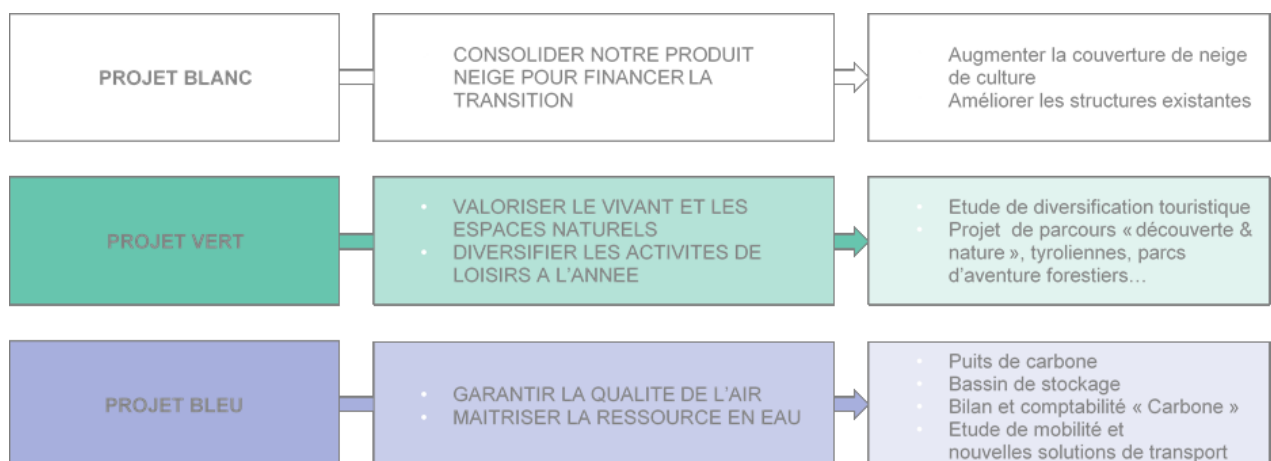 PROJET BLANC
CONSOLIDER NOTRE PRODUIT
NEIGE POUR FINANCER LA
TRANSITION
Augmenter la couverture de neige
de culture
Améliorer les structures existantes
PROJET VERT
• VALORISER LE VIVANT ET LES
ESPACES NATURELS
• DIVERSIFIER LES ACTIVITES DE
LOISIRS A L’ANNEE
• Etude de diversification touristique
• Projet de parcours « découverte &
nature », tyroliennes, parcs
d’aventure forestiers…
PROJET BLEU
• GARANTIR LA QUALITE DE L’AIR
• MAITRISER LA RESSOURCE EN EAU
• Puits de carbone
• Bassin de stockage
• Bilan et comptabilité « Carbone »
• Etude de mobilité et
nouvelles solutions de transport